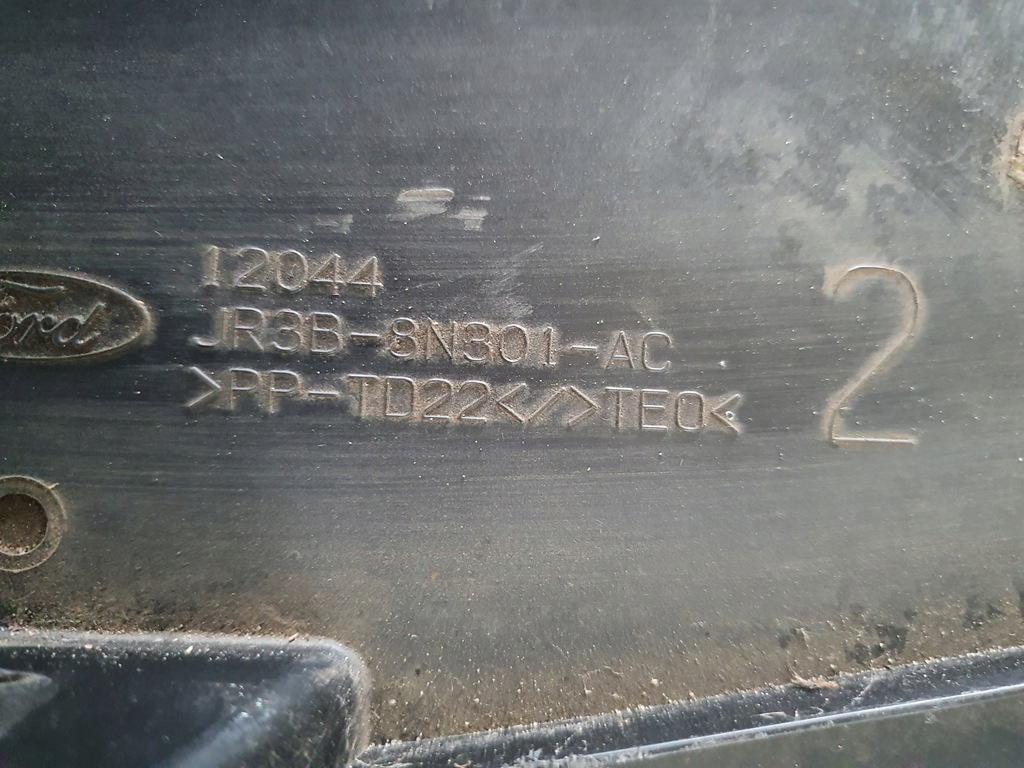 12044
Ford
JR3B-8N301-AC
>PP-TD22</>TEO<
2